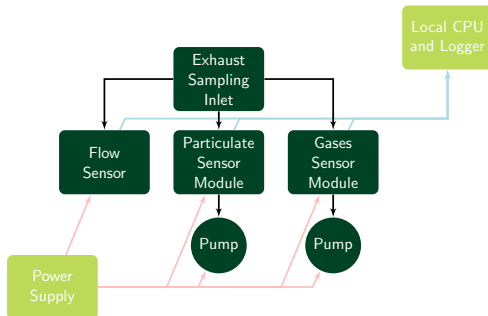 Local CPU
and Logger
Exhaust
Sampling
Inlet
Flow
Sensor
Particulate
Sensor
Module
Gases
Sensor
Module
Pump
Pump
Power
Supply